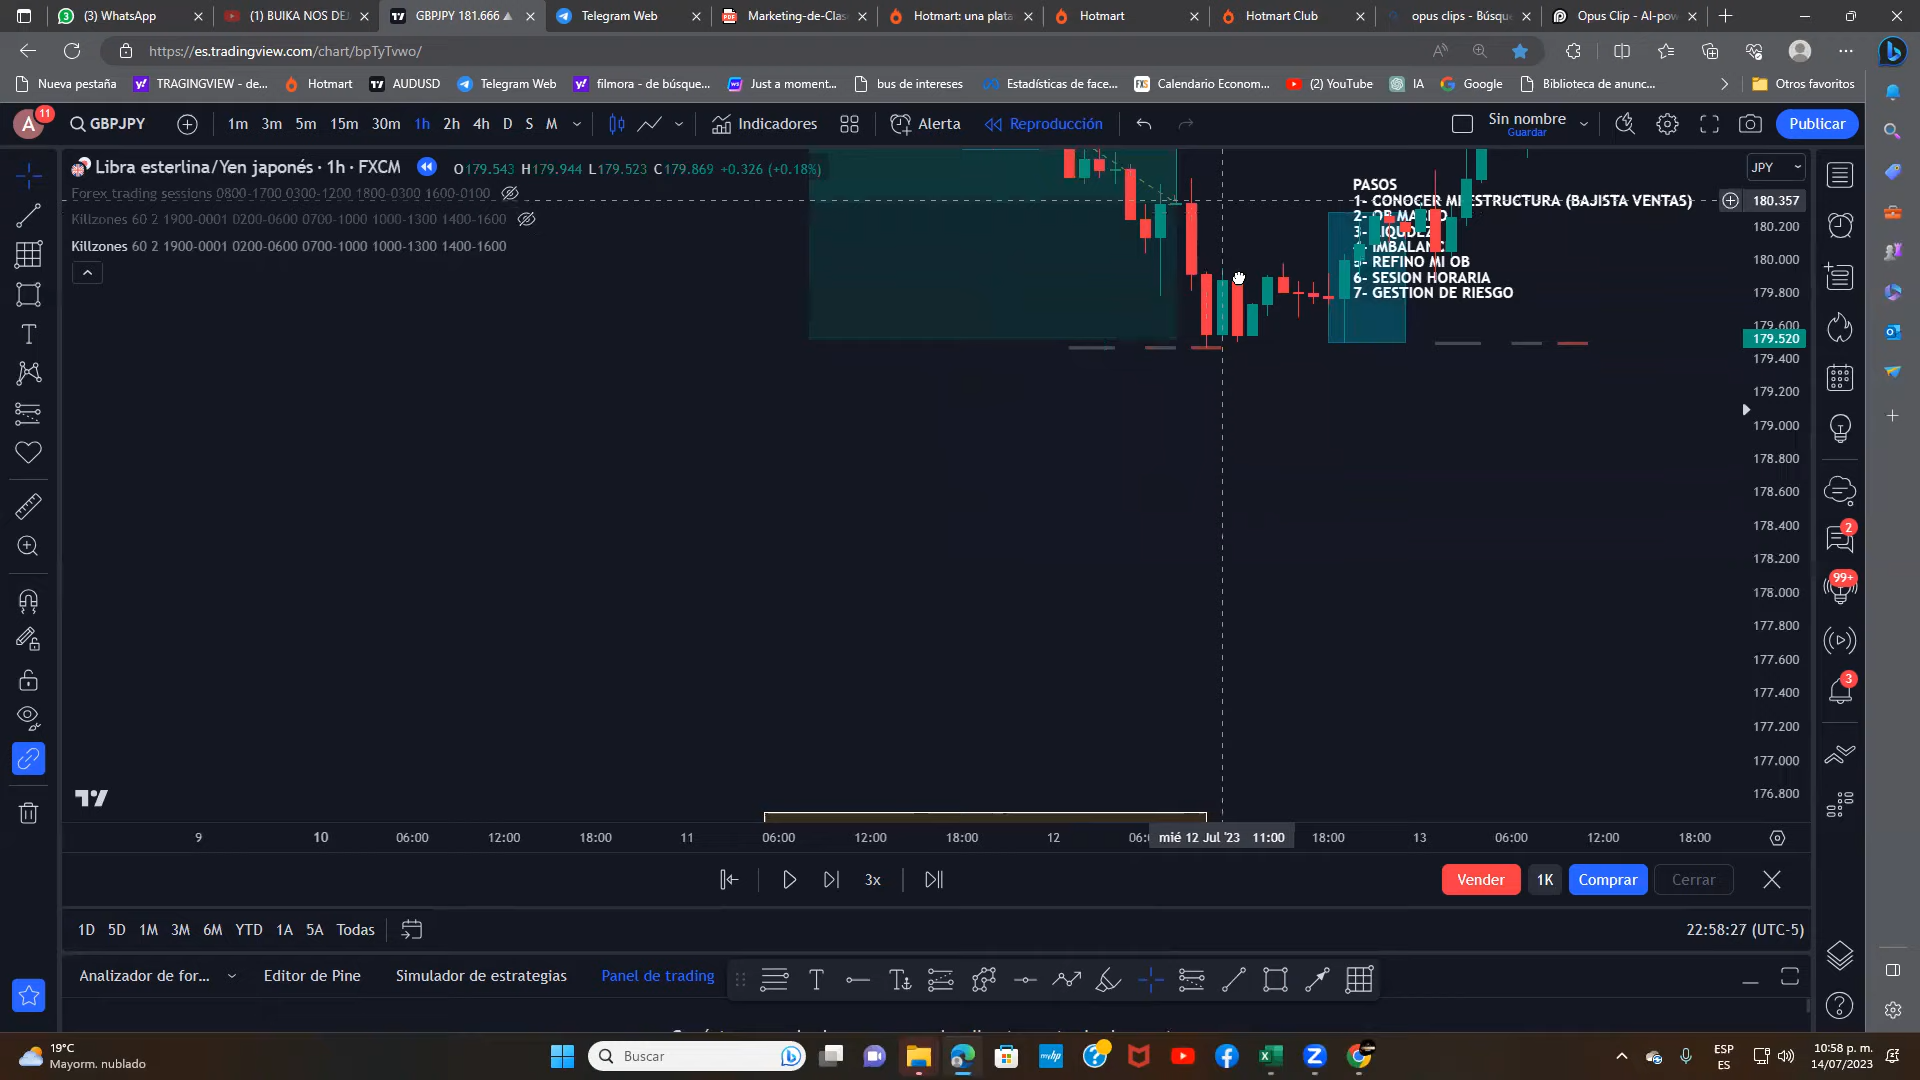 (3) WhatsApp
(1) BUIKA NOS DE
GBPJPY 181.666
Telegram Web
Marketing-de-Clas
Hotmart: una plata
Hotmart
Hotmart Club
opus clips - Búsqu
Opus Clip - AI-pow
https://es.tradingview.com/chart/bpTyTvwo/
Nueva pestaña
TRAGINGVIEW - de...
Hotmart
AUDUSD
Telegram Web
filmora - de búsque...
Just a moment...
bus de intereses
Estadísticas de face...
Calendario Econom...
(2) YouTube
IA
Google
Biblioteca de anunc...
Otros favoritos
A 11
GBPJPY
1m 3m 5m 15m 30m 1h 2h 4h D S M
Indicadores
Alerta
Reproducción
Sin nombre
Guardar
Publicar
Libra esterlina/Yen japonés · 1h · FXCM
O179.543 H179.944 L179.523 C179.869 +0.326 (+0.18%)
JPY
Forex trading sessions 0800-1700 0300-1200 1800-0300 1600-0100
Killzones 60 2 1900-0001 0200-0600 0700-1000 1000-1300 1400-1600
Killzones 60 2 1900-0001 0200-0600 0700-1000 1000-1300 1400-1600
PASOS
1- CONOCER MI ESTRUCTURA (BAJISTA VENTAS)
2- OB
3-
IMBALANC
REFINO MI OB
6- SESION HORARIA
7- GESTION DE RIESGO
180.357
180.200
180.000
179.800
179.600
179.520
179.400
179.200
179.000
178.800
178.600
178.400
178.200
178.000
177.800
177.600
177.400
177.200
177.000
176.800
2
99+
3
9 10 06:00 12:00 18:00 11 06:00 12:00 18:00 12 06: mié 12 Jul '23 11:00 18:00 13 06:00 12:00 18:00
3x
Vender
1K
Comprar
Cerrar
1D 5D 1M 3M 6M YTD 1A 5A Todas
22:58:27 (UTC-5)
Analizador de for...
Editor de Pine
Simulador de estrategias
Panel de trading
19°C
Mayorm. nublado
Buscar
ESP
ES
10:58 p. m.
14/07/2023